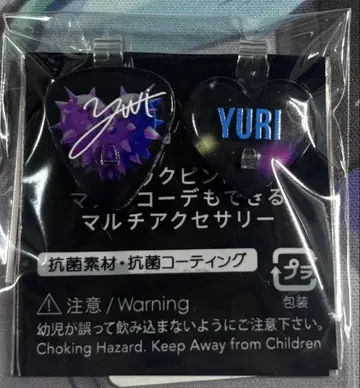 Yuri
YURI
クピン
マ コーデもできる
マルチアクセサリー
抗菌素材・抗菌コーティング
プラ
包装
⚠ 注意 / Warning
幼児が誤って飲み込まないようにご注意下さい。
Choking Hazard. Keep Away from Children